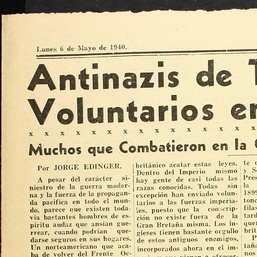 Lunes 6 de Mayo de 1940.
Antinazis de
Voluntarios en
x x x x x x x x x x x x x x x x
Muchos que Combatieron en la
Por JORGE EDINGER.
A pesar del carácter si-
niestro de la guerra moder-
na y la fuera de la propagan-
da pacifista en todo el mun-
do, parece que existen toda-
vía bastantes hombres de es-
píritu audaz que ansían gue-
rrear, cuando podrían que-
darse seguros en sus hogares.
Un norteamericano que aca-
ba de volver del Frente Oc-
británico acatar estas leyes.
Dentro del Imperio mismo
hay gente de casi todas las
razas conocidas. Todas sin
excepción han enviado volun-
tarios a las fuerzas imperia-
les, puesto que la conscrip-
ción no existe fuera de la
Gran Bretaña misma. Los in-
gleses tienen bastante orgullo
de estos antiguos enemigos,
incorporados ahora en el im-